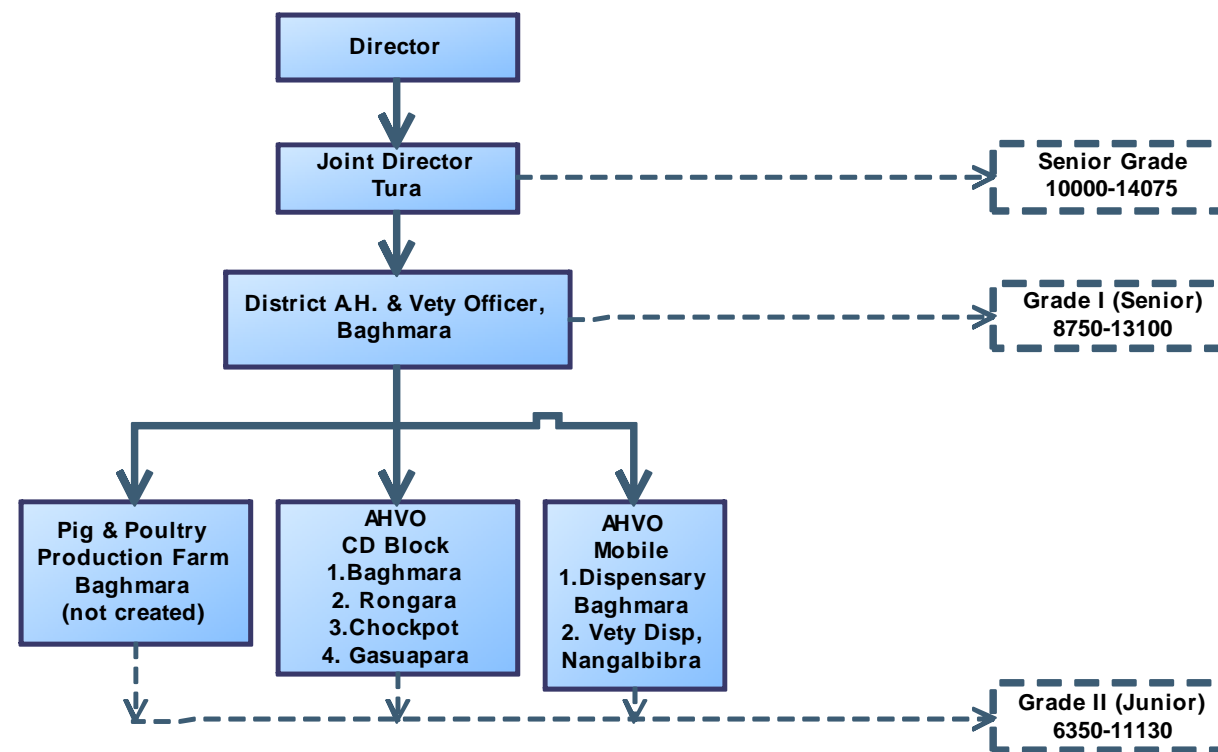 Director
Joint Director
Tura
Senior Grade
10000-14075
District A.H. & Vety Officer,
Baghmara
Grade I (Senior)
8750-13100
Pig & Poultry
Production Farm
Baghmara
(not created)
AHVO
CD Block
1.Baghmara
2. Rongara
3.Chockpot
4. Gasuapara
AHVO
Mobile
1.Dispensary
Baghmara
2. Vety Disp,
Nangalbibra
Grade II (Junior)
6350-11130